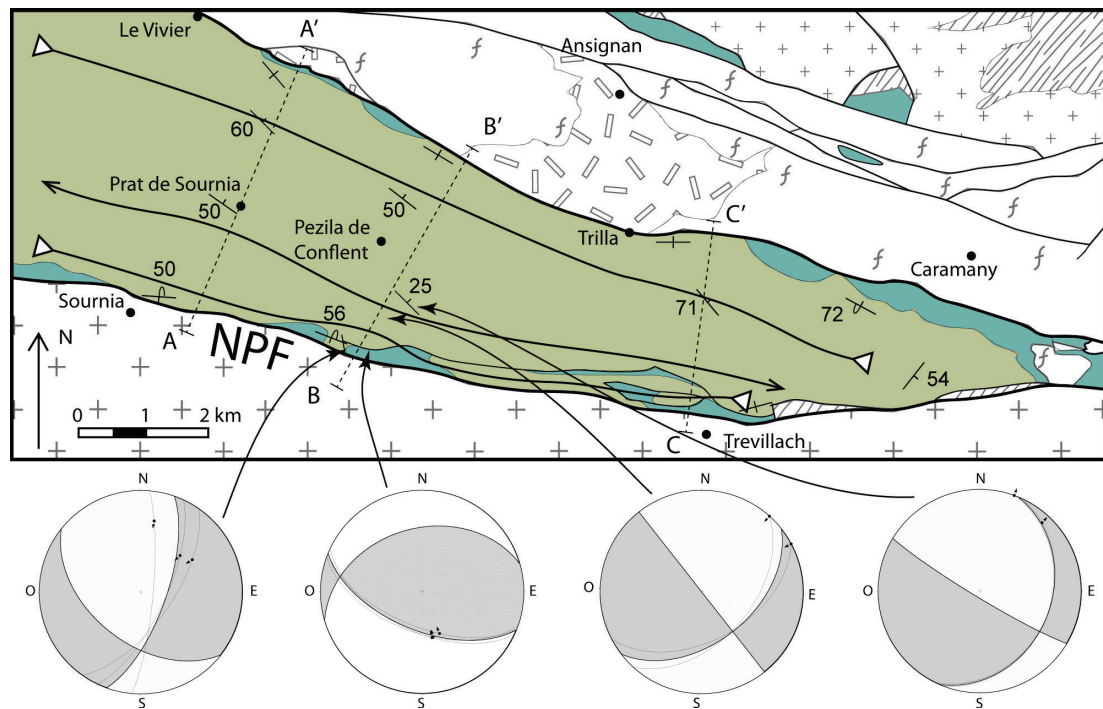 Le Vivier
A'
Ansignan
f
f
f
f
60
B'
f
f
f
Prat de Sournia
50
50
Pezila de
Conflent
C'
Trilla
f
Caramany
50
Sournia
25
56
71
72
f
N
A
NPF
B
54
0 1 2 km
C
Trevillach
N
N
N
N
O
E
O
E
O
E
O
E
S
S
S
S